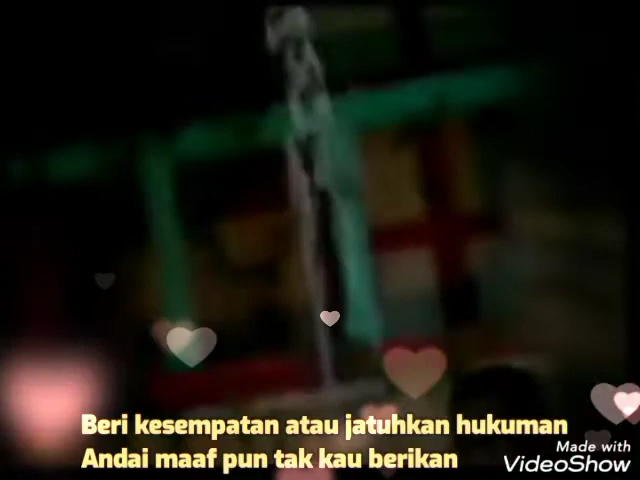 Beri kesempatan atau jatuhkan hukuman
Andai maaf pun tak kau berikan
Made with
VideoShow